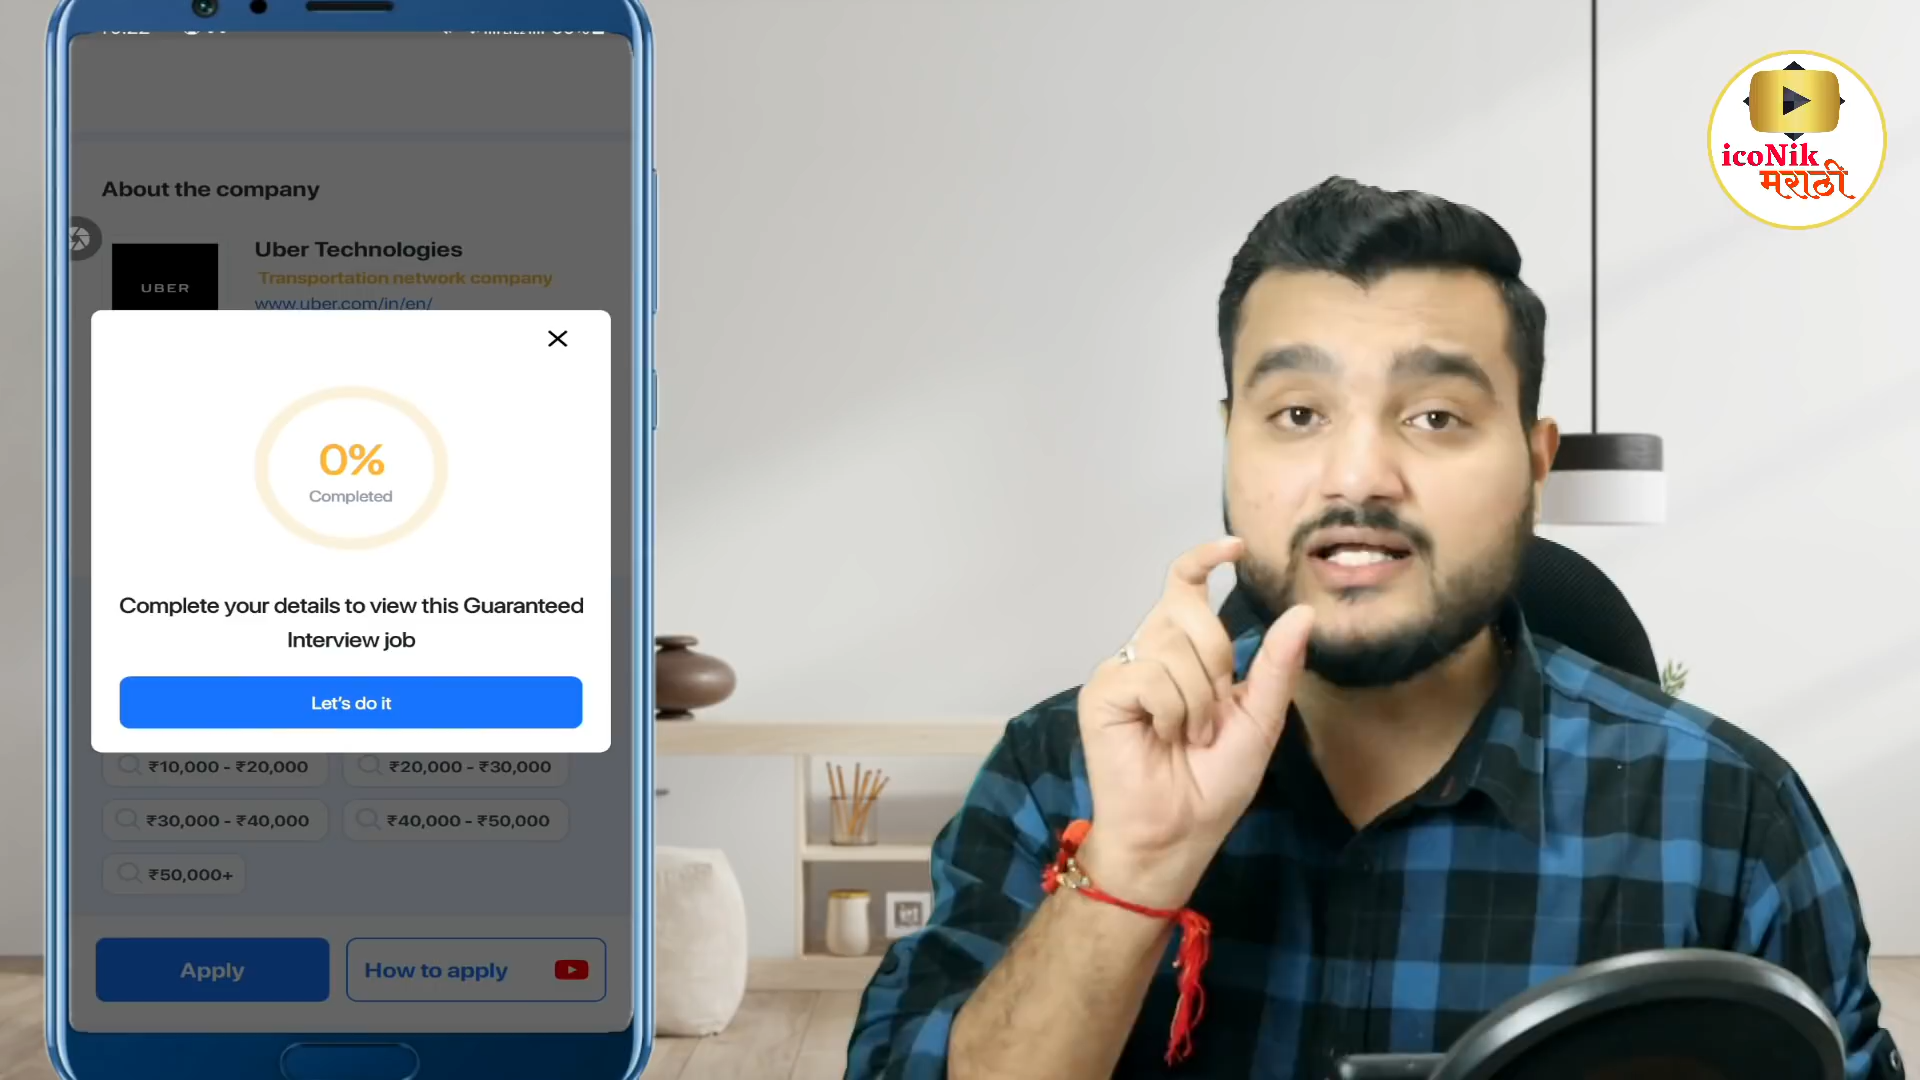 About the company
UBER
Uber Technologies
Transportation network company
www.uber.com/in/en/
0%
Completed
Complete your details to view this Guaranteed
Interview job
Let's do it
₹10,000 - ₹20,000
₹20,000 - ₹30,000
₹30,000 - ₹40,000
₹40,000 - ₹50,000
₹50,000+
Apply
How to apply
icoNik
मराठी